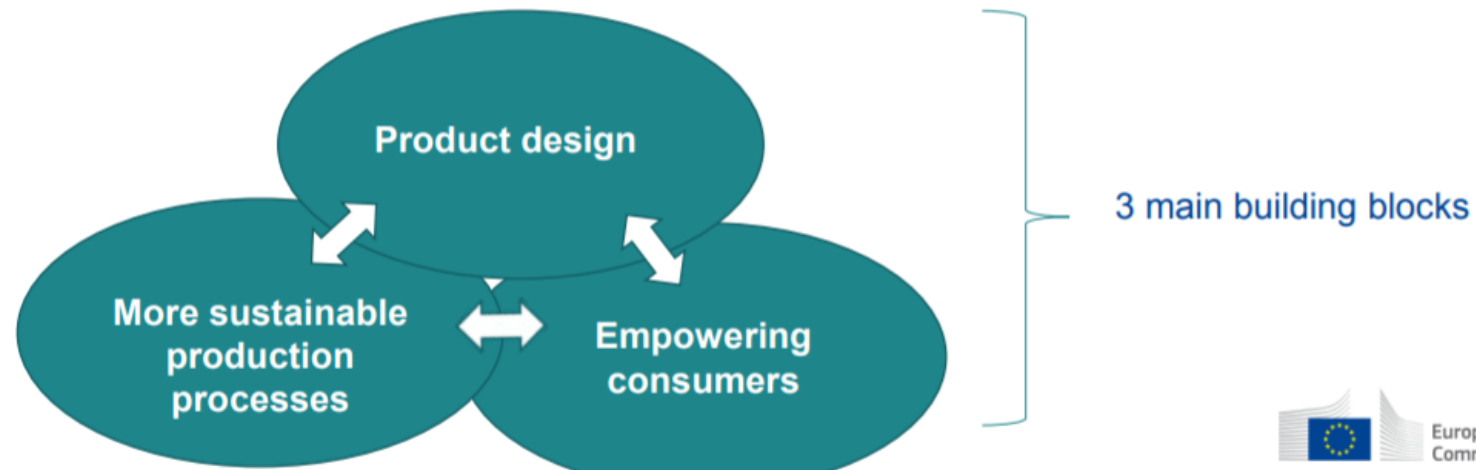 Product design
More sustainable
production
processes
Empowering
consumers
3 main building blocks